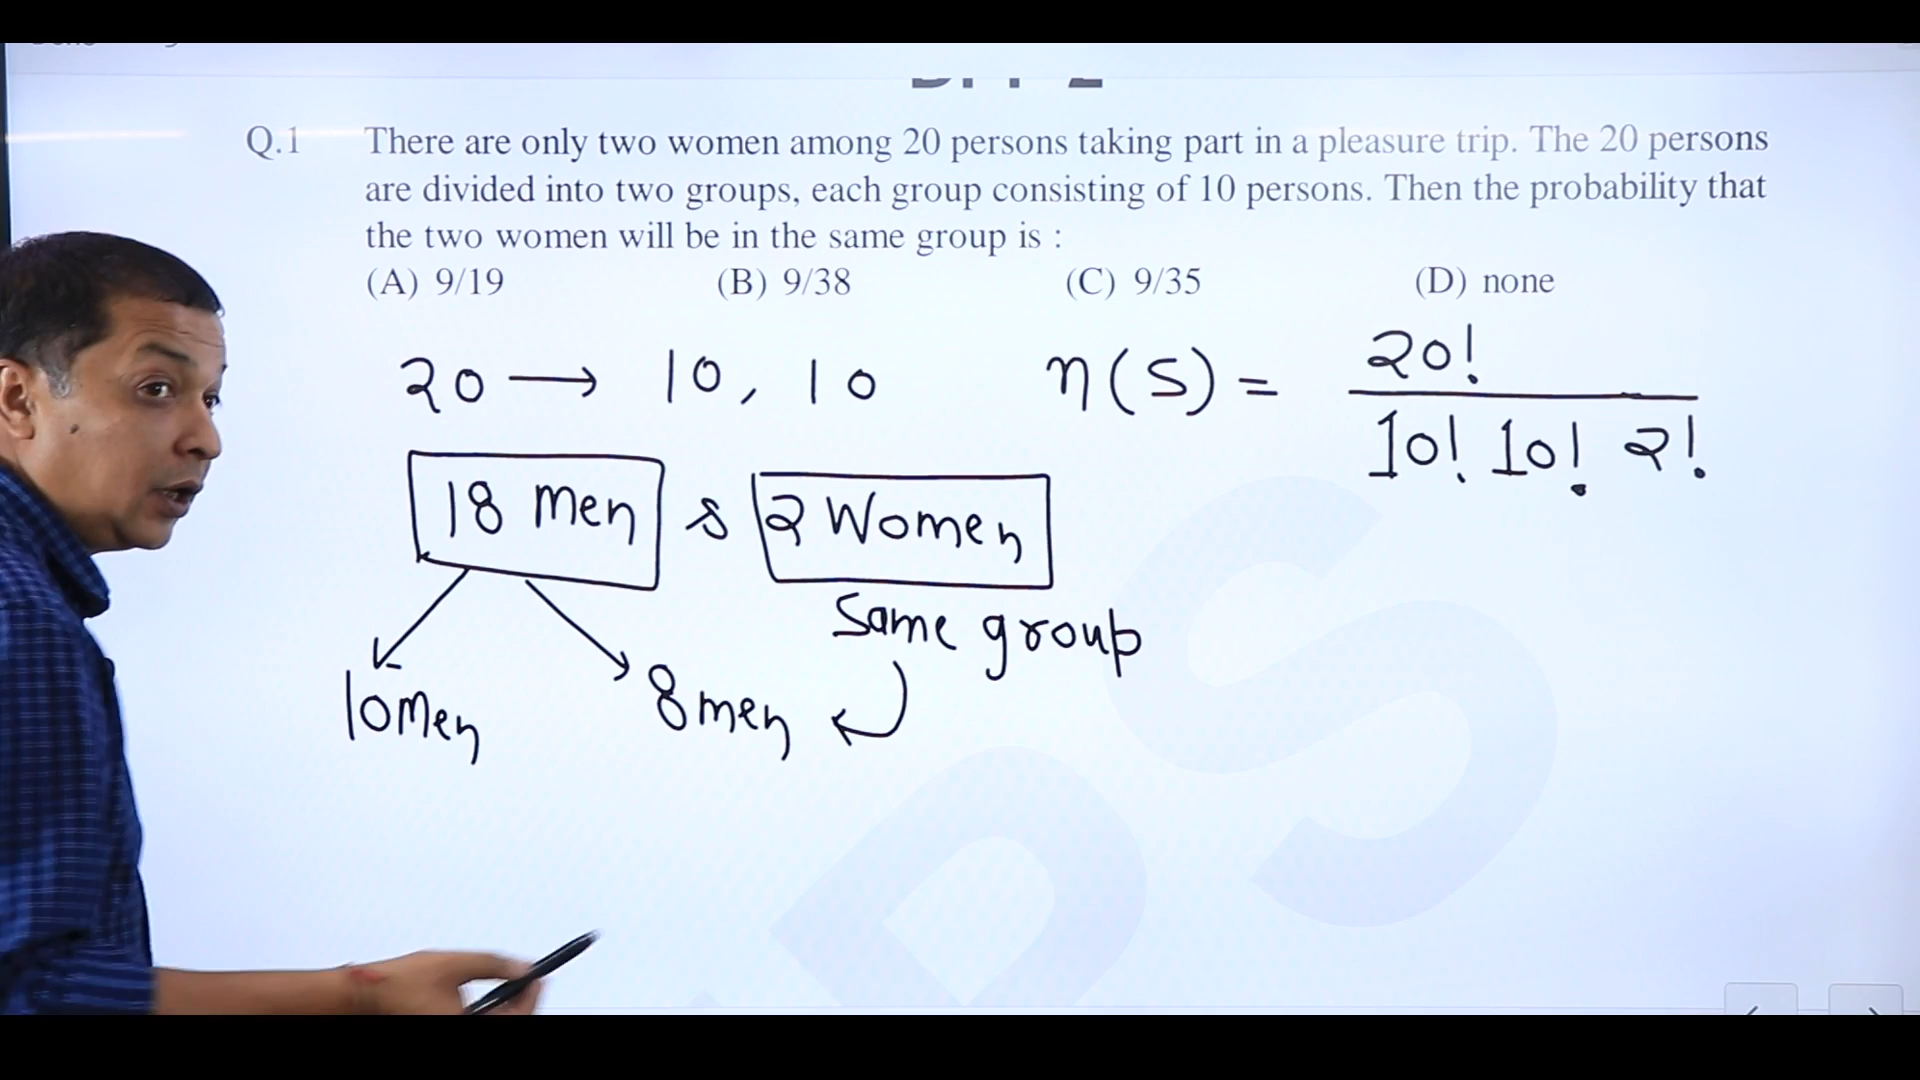 Q.1 There are only two women among 20 persons taking part in a pleasure trip. The 20 persons
are divided into two groups, each group consisting of 10 persons. Then the probability that
the two women will be in the same group is :
(A) 9/19 (B) 9/38 (C) 9/35 (D) none
20 → 10, 10 n(S) = 20! / 10! 10! 2!
18 Men & 2 Women
Same group
10Men 8men